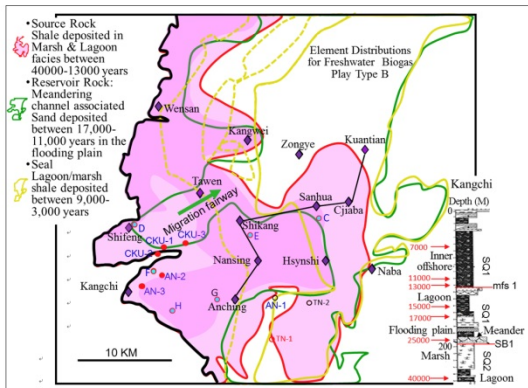 •Source Rock
Shale deposited in
Marsh & Lagoon
facies between
40000-13000 years
•Reservoir Rock:
Meandering
channel associated
Sand deposited
between 17,000-
11,000 years in the
flooding plain
•Seal
Lagoon/marsh
shale deposited
between 9,000-
3,000 years
Element Distributions
for Freshwater Biogas
Play Type B
Wensan
Kangwei
Zongye
Kuantian
Tawen
Migration fairway
Sanhua
Cjiaba
Shifeng
D
CKU-1
CKU-3
Shikang
E
C
F
AN-2
AN-3
Nansing
Hsynshi
Naba
Kangchi
H
G
Anching
AN-1
TN-2
TN-1
10 KM
Kangchi
Depth (M)
0
7000
Inner
offshore
SQ1
11000
13000
mfs 1
Lagoon
15000
17000
SQ1
Flooding plain
Meander
25000
200
SB1
Marsh
SQ2
40000
Lagoon